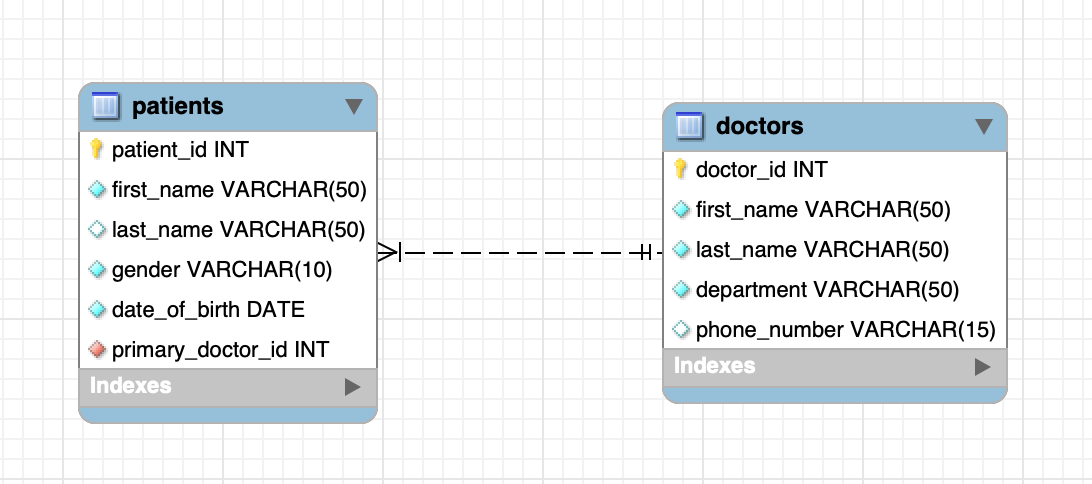 patients
patient_id INT
first_name VARCHAR(50)
last_name VARCHAR(50)
gender VARCHAR(10)
date_of_birth DATE
primary_doctor_id INT
Indexes
doctors
doctor_id INT
first_name VARCHAR(50)
last_name VARCHAR(50)
department VARCHAR(50)
phone_number VARCHAR(15)
Indexes